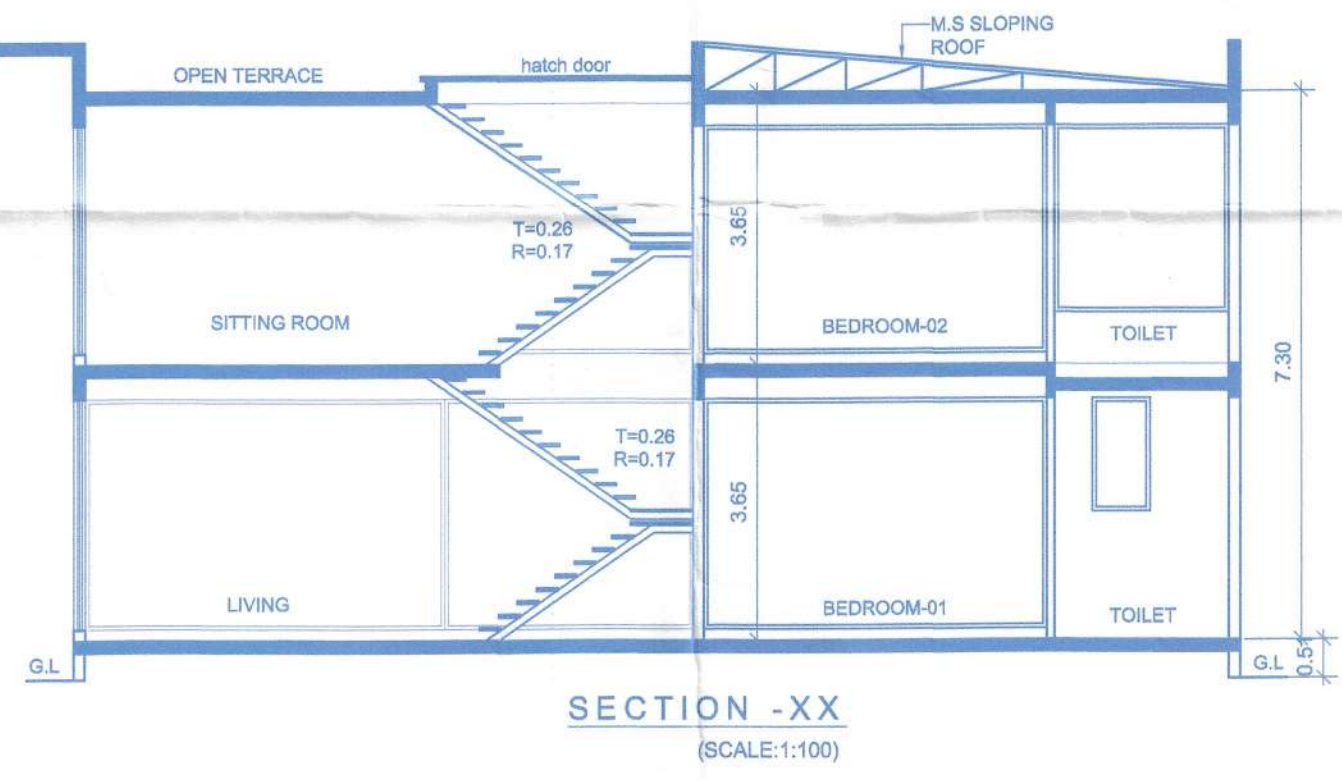 M.S SLOPING
ROOF
OPEN TERRACE
hatch door
T=0.26
R=0.17
3.65
SITTING ROOM
BEDROOM-02
TOILET
7.30
T=0.26
R=0.17
3.65
LIVING
BEDROOM-01
TOILET
G.L
G.L
0.5
SECTION -XX
(SCALE:1:100)